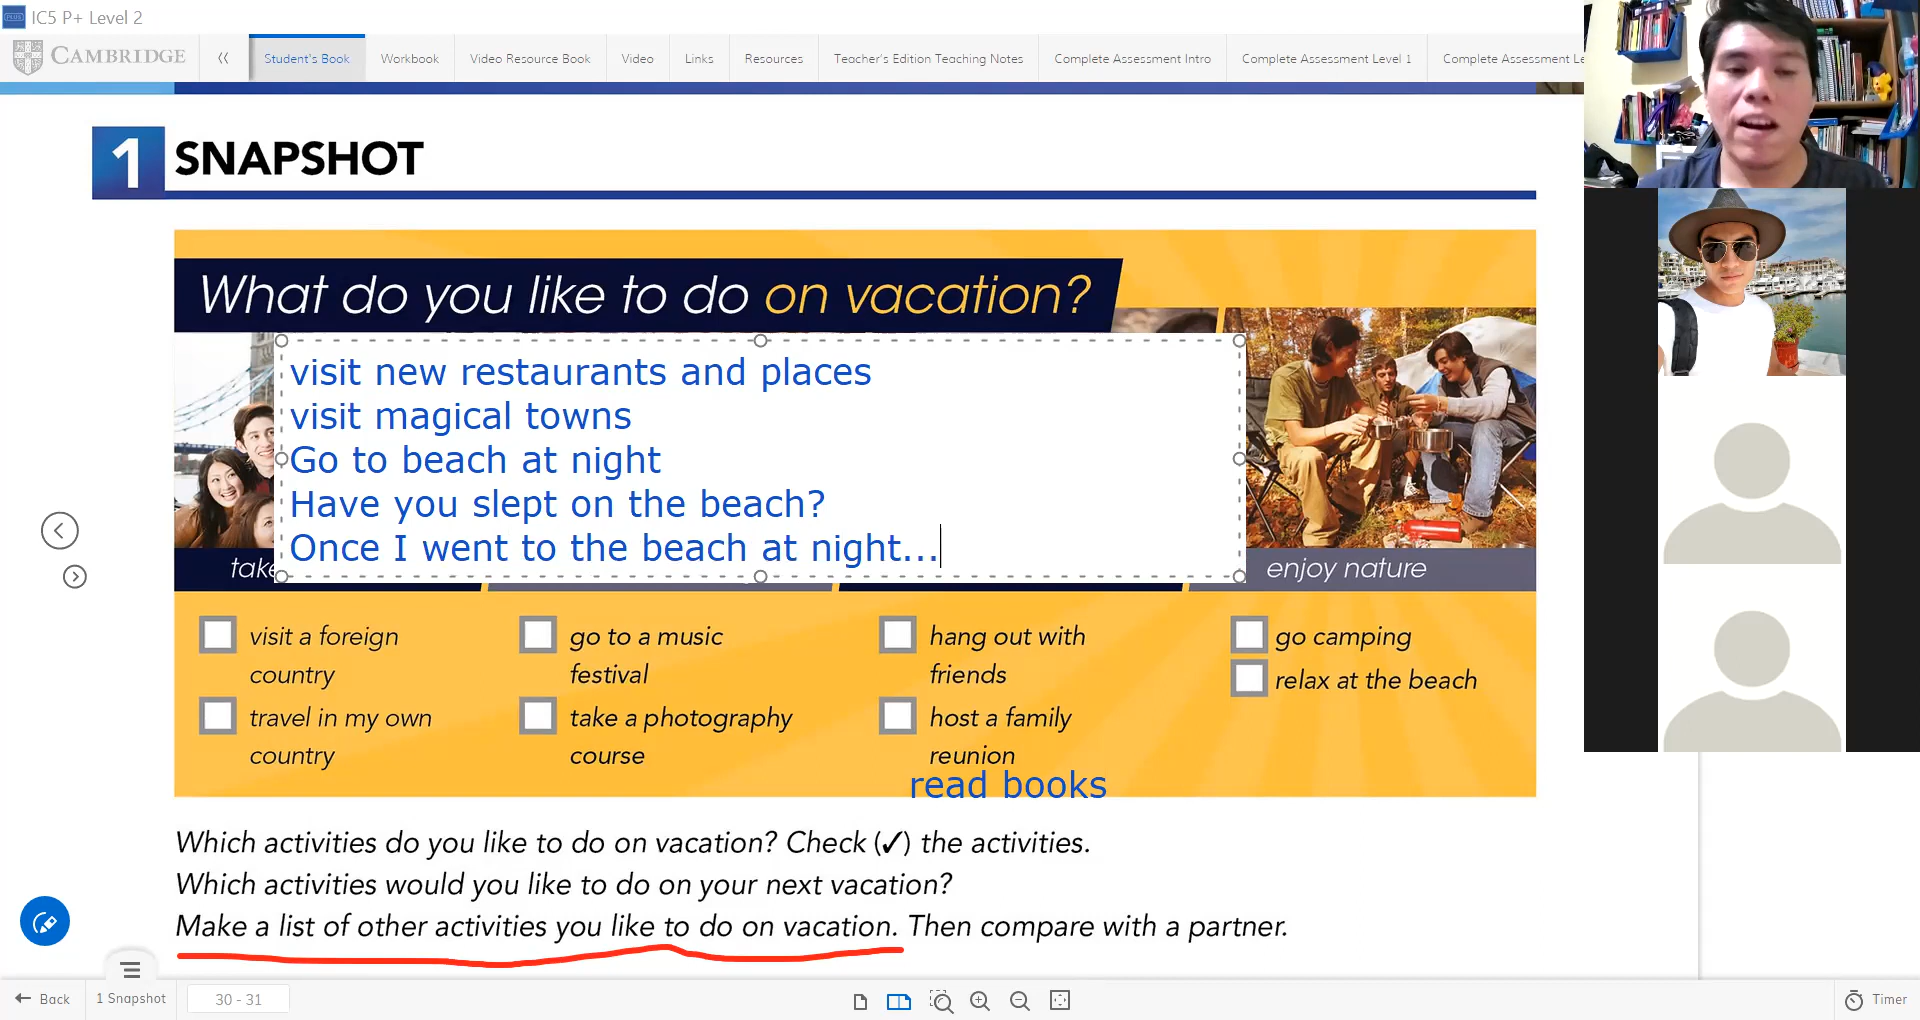 IC5 P+ Level 2
CAMBRIDGE
Student's Book
Workbook
Video Resource Book
Video
Links
Resources
Teacher's Edition Teaching Notes
Complete Assessment Intro
Complete Assessment Level 1
Complete Assessment Le
1 SNAPSHOT
What do you like to do on vacation?
visit new restaurants and places
visit magical towns
Go to beach at night
Have you slept on the beach?
Once I went to the beach at night...
take
enjoy nature
visit a foreign
country
travel in my own
country
go to a music
festival
take a photography
course
hang out with
friends
host a family
reunion
go camping
relax at the beach
read books
Which activities do you like to do on vacation? Check (✓) the activities.
Which activities would you like to do on your next vacation?
Make a list of other activities you like to do on vacation. Then compare with a partner.
Back
1 Snapshot
30 - 31
Timer